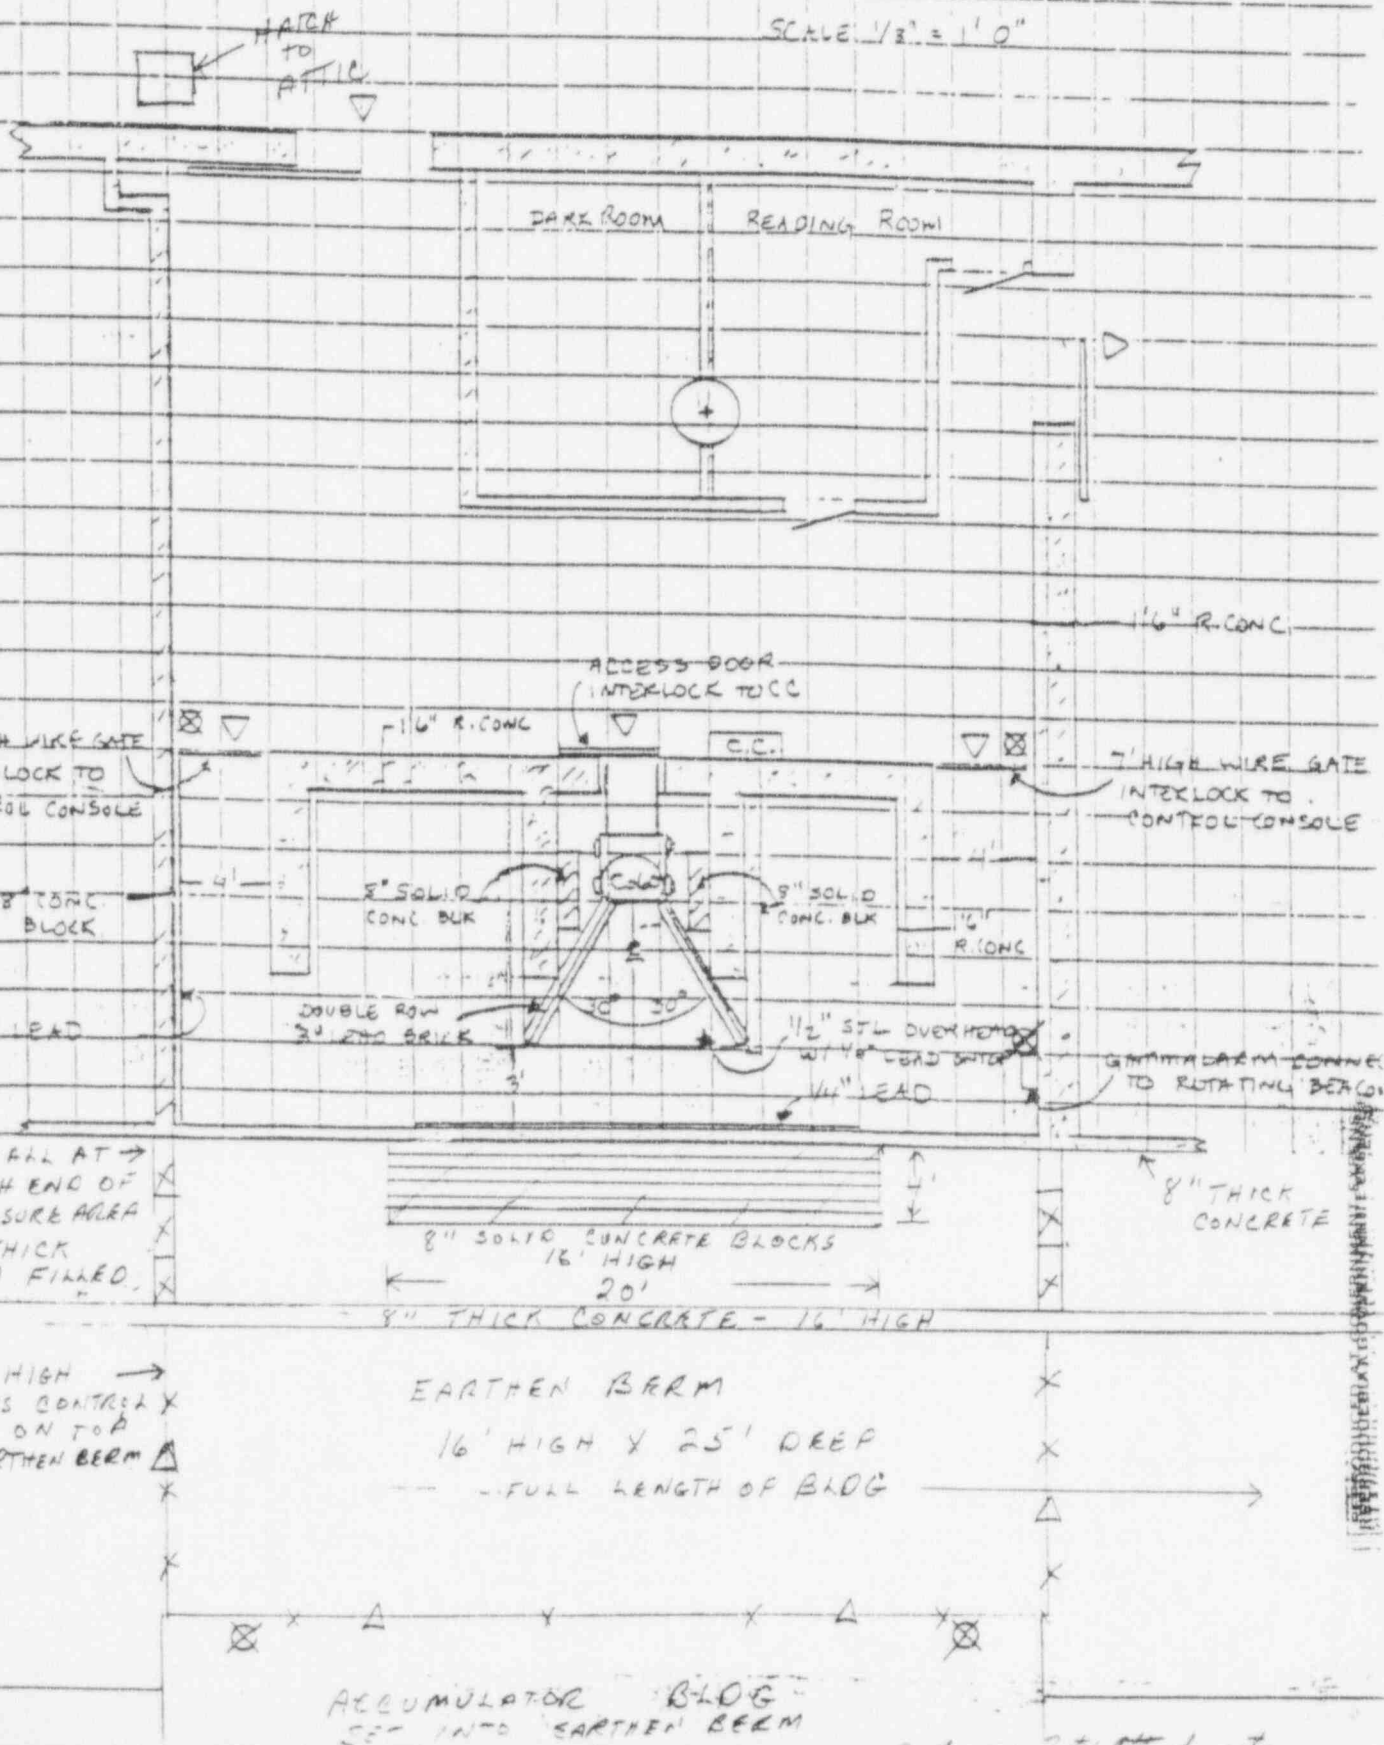 HATCH
TO
ATTIC
SCALE 1/8" = 1' 0"
DARK ROOM
READING ROOM
1'6" R. CONC.
ACCESS DOOR
INTERLOCK TO CC
1'6" R. CONC
C.C.
H WIRE GATE
LOCK TO
CONSOLE
7' HIGH WIRE GATE
INTERLOCK TO
CONTROL CONSOLE
4'
4'
8" SOLID
CONC. BLK
Co60
8" SOLID
CONC. BLK
8" CONC.
BLOCK
R. CONC
LEAD
DOUBLE ROW
3" LEAD BRICK
30° 30°
1/2" STL OVERHEAD
W/ 1/8" LEAD
3'
1/4" LEAD
GAMMALARM
TO ROTATING BEACON
ALL AT
H END OF
SURE AREA
THICK
FILLED.
8" THICK
CONCRETE
8" SOLID CONCRETE BLOCKS
16' HIGH
20'
8" THICK CONCRETE - 16' HIGH
HIGH
S CONTROL
ON TOP
RTHEN BERM
EARTHEN BERM
16' HIGH X 25' DEEP
FULL LENGTH OF BLDG
ACCUMULATOR BLDG
SET INTO EARTHEN BERM